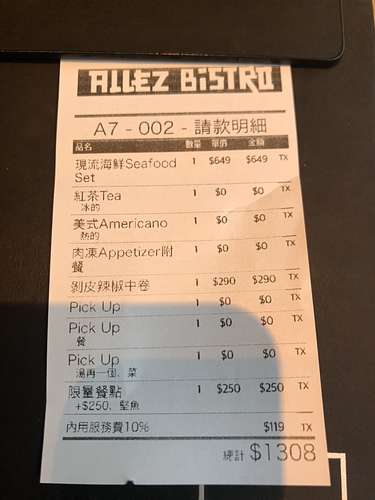 ALLEZ BISTRO
A7 - 002 - 請款明細
品名 數量 單價 金額
現流海鮮Seafood 1 $649 $649 TX
Set
紅茶Tea 1 $0 $0 TX
冰的
美式Americano 1 $0 $0 TX
熱的
肉凍Appetizer附 1 $0 $0 TX
餐
剝皮辣椒中卷 1 $290 $290 TX
Pick Up 1 $0 $0 TX
Pick Up 1 $0 $0 TX
餐
Pick Up 1 $0 $0 TX
湯再一個、菜
限量餐點 1 $250 $250 TX
+$250、堅魚
內用服務費10% $119 TX
總計 $1308